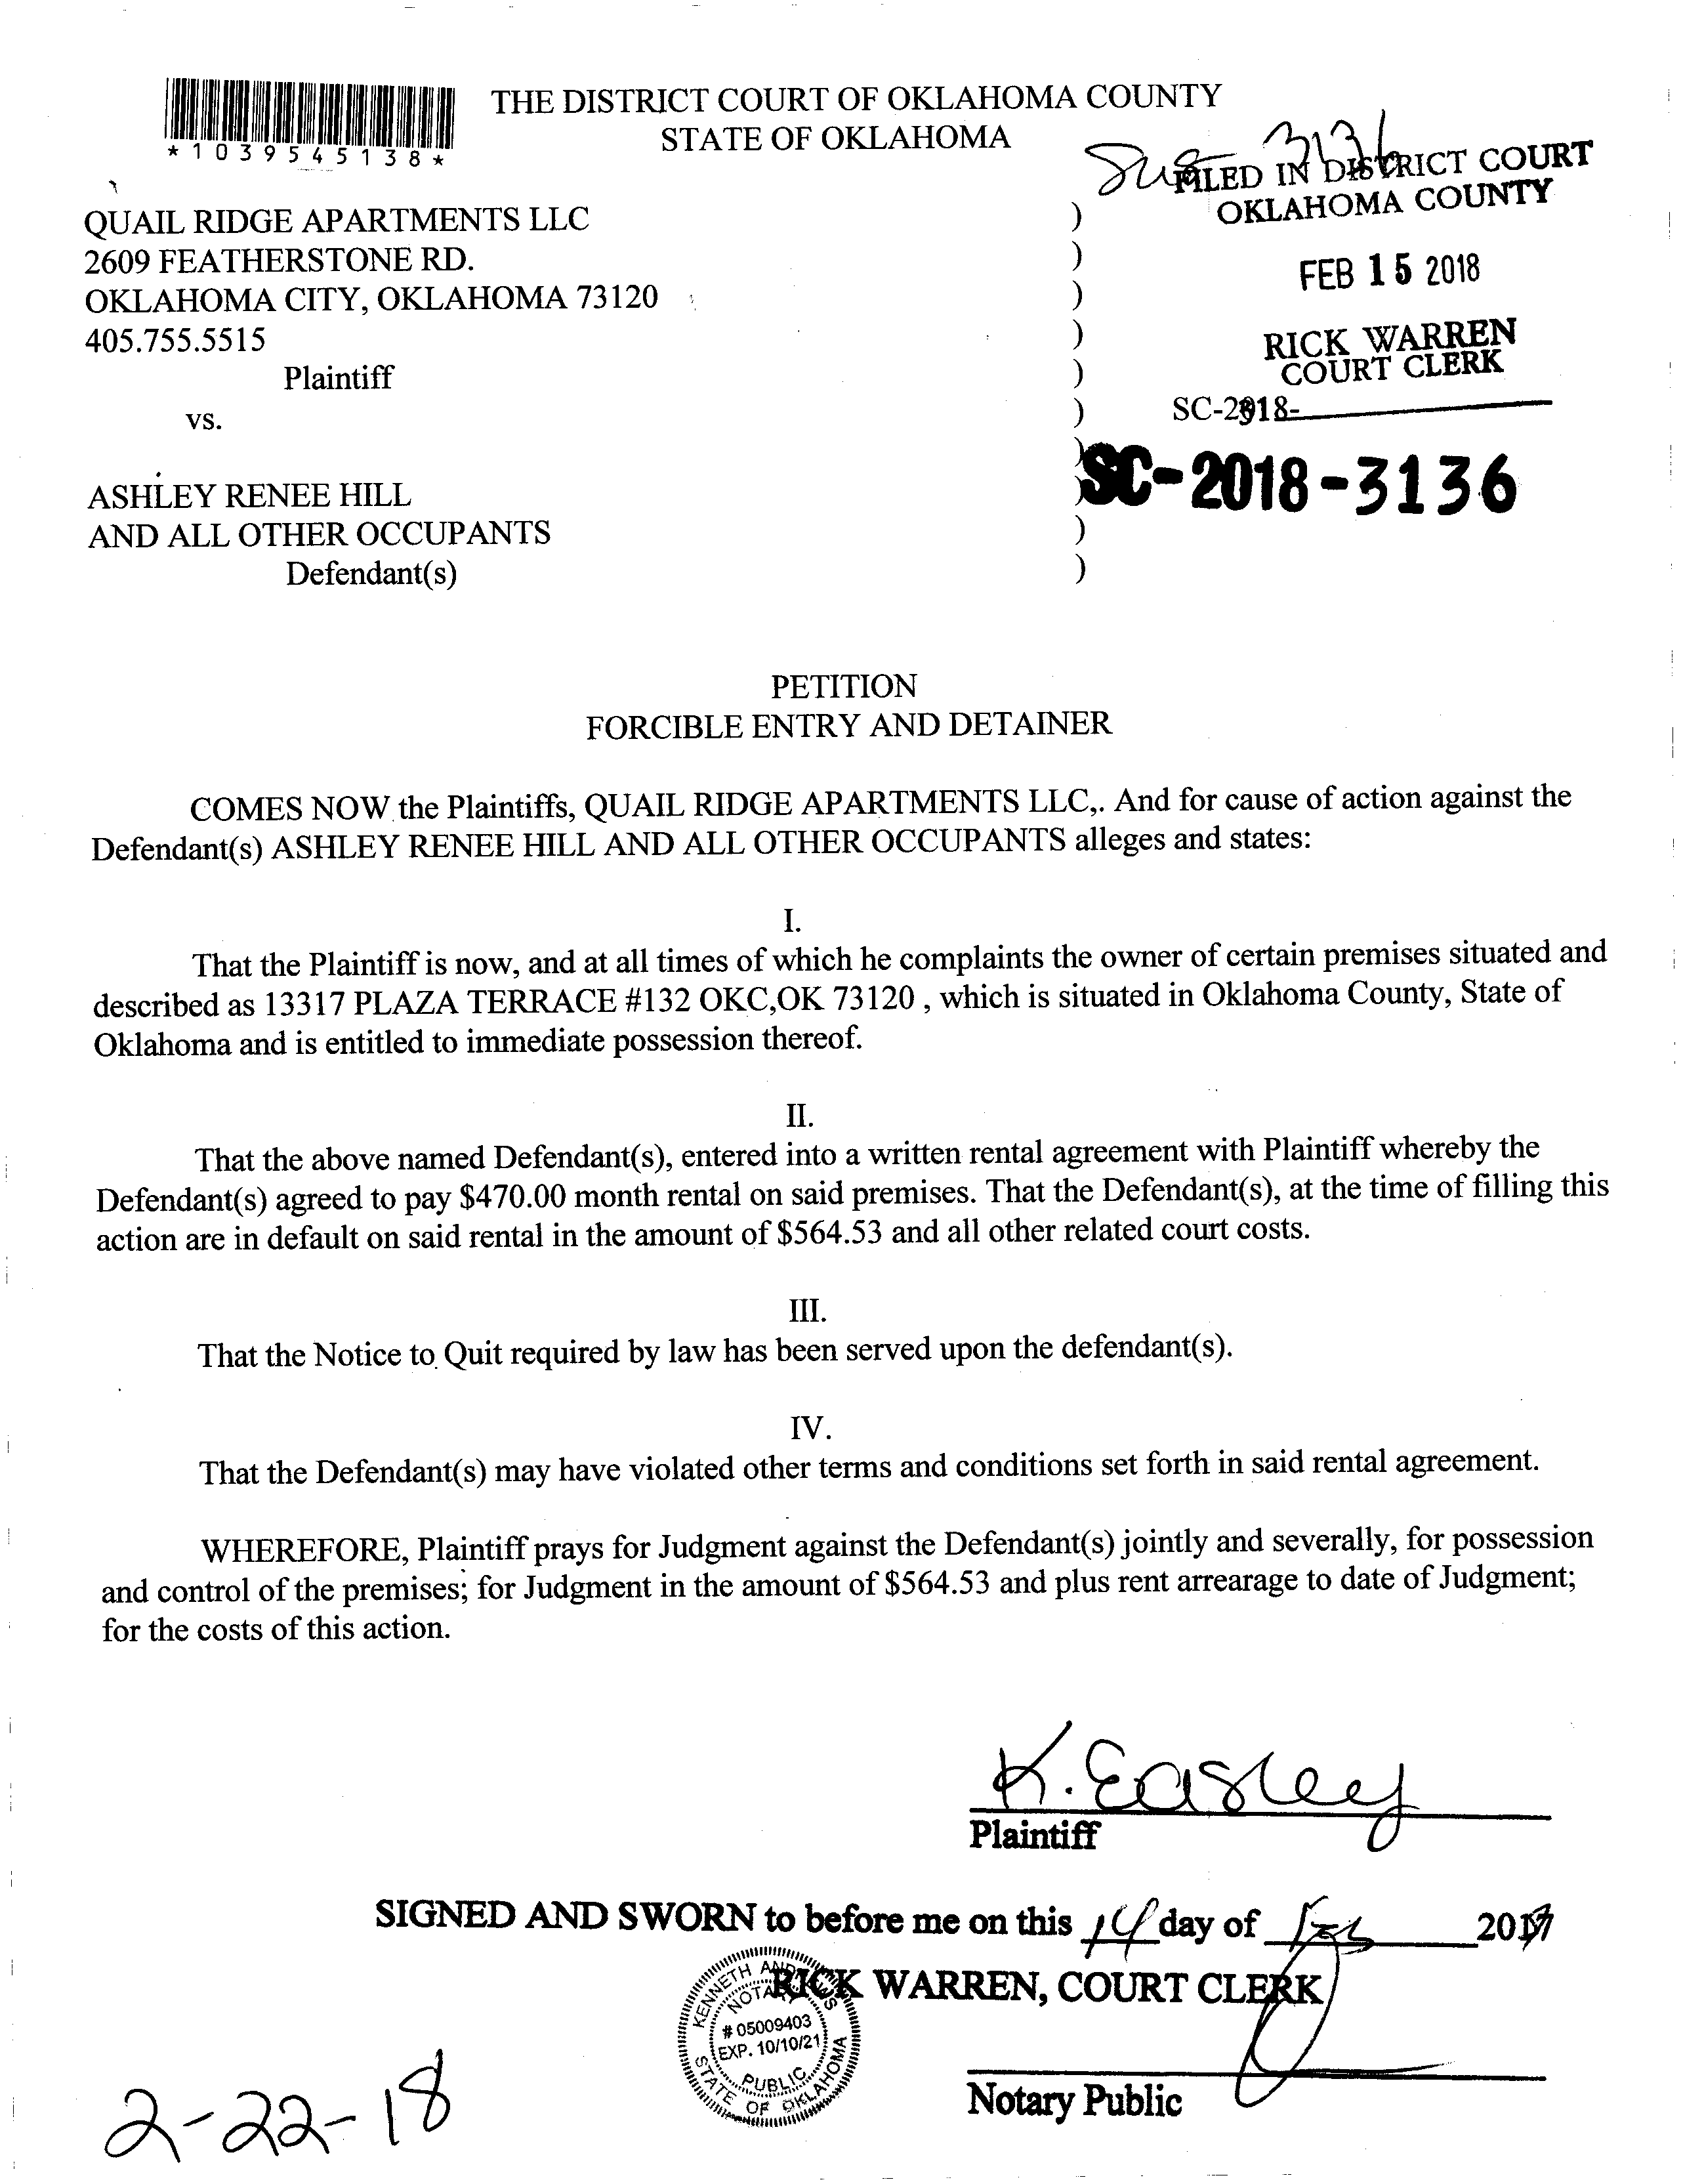 THE DISTRICT COURT OF OKLAHOMA COUNTY
STATE OF OKLAHOMA
*1039545138*
3136
FILED IN DISTRICT COURT
OKLAHOMA COUNTY
FEB 15 2018
RICK WARREN
COURT CLERK
SC-2018-
SC-2018-3136
QUAIL RIDGE APARTMENTS LLC
2609 FEATHERSTONE RD.
OKLAHOMA CITY, OKLAHOMA 73120
405.755.5515
Plaintiff
vs.
ASHLEY RENEE HILL
AND ALL OTHER OCCUPANTS
Defendant(s)
PETITION
FORCIBLE ENTRY AND DETAINER
COMES NOW the Plaintiffs, QUAIL RIDGE APARTMENTS LLC,. And for cause of action against the
Defendant(s) ASHLEY RENEE HILL AND ALL OTHER OCCUPANTS alleges and states:
I.
That the Plaintiff is now, and at all times of which he complaints the owner of certain premises situated and
described as 13317 PLAZA TERRACE #132 OKC,OK 73120 , which is situated in Oklahoma County, State of
Oklahoma and is entitled to immediate possession thereof.
II.
That the above named Defendant(s), entered into a written rental agreement with Plaintiff whereby the
Defendant(s) agreed to pay $470.00 month rental on said premises. That the Defendant(s), at the time of filling this
action are in default on said rental in the amount of $564.53 and all other related court costs.
III.
That the Notice to Quit required by law has been served upon the defendant(s).
IV.
That the Defendant(s) may have violated other terms and conditions set forth in said rental agreement.
WHEREFORE, Plaintiff prays for Judgment against the Defendant(s) jointly and severally, for possession
and control of the premises; for Judgment in the amount of $564.53 and plus rent arrearage to date of Judgment;
for the costs of this action.
K. Easley
Plaintiff
SIGNED AND SWORN to before me on this 14 day of Feb 201
RICK WARREN, COURT CLERK
KENNETH
NOTARY PUBLIC
# 05009403
EXP. 10/10/21
STATE OF OKLAHOMA
Notary Public
2-22-18